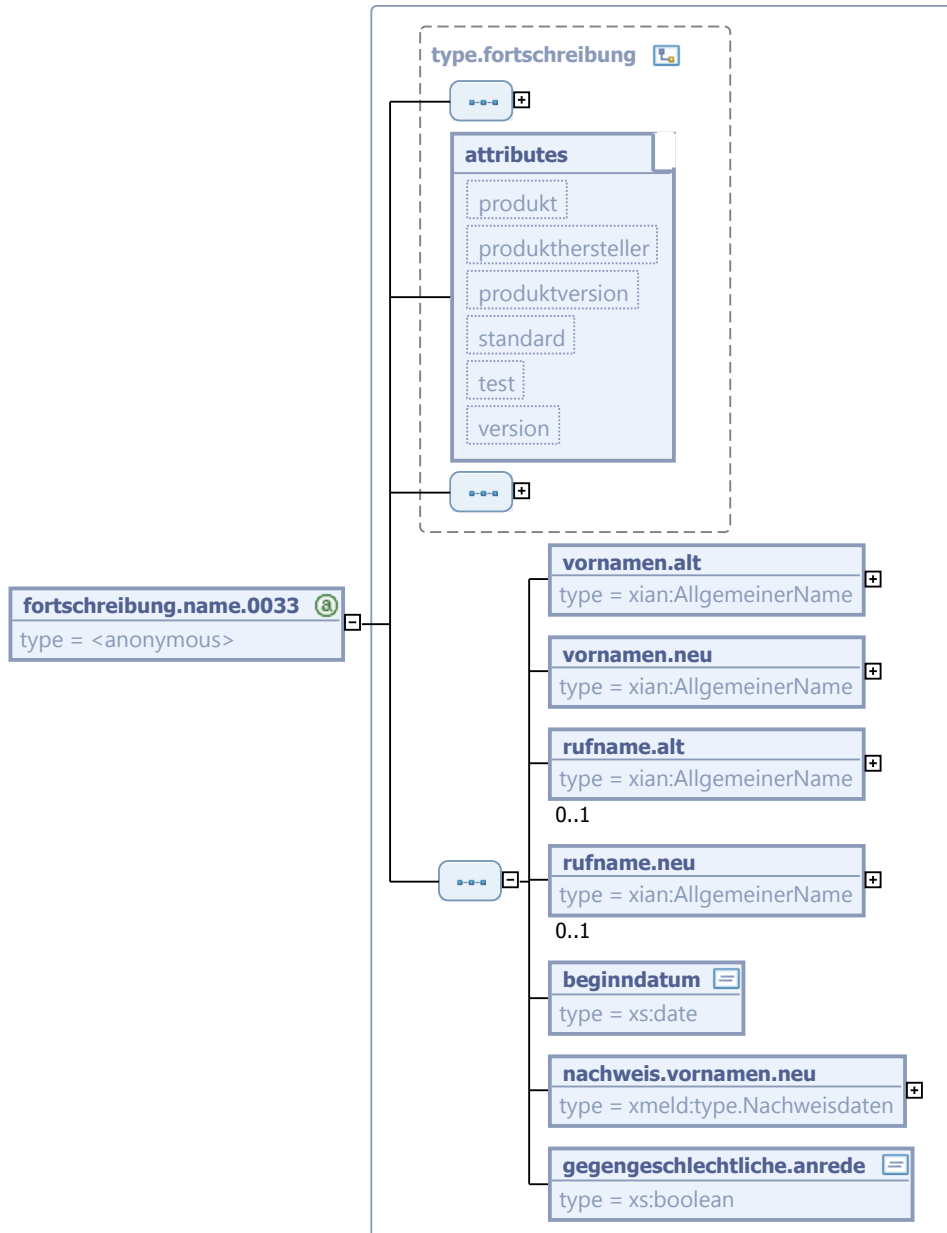 type.fortschreibung
attributes
produkt
produkthersteller
produktversion
standard
test
version
fortschreibung.name.0033 a
type = <anonymous>
vornamen.alt
type = xian:AllgemeinerName
vornamen.neu
type = xian:AllgemeinerName
rufname.alt
type = xian:AllgemeinerName
0..1
rufname.neu
type = xian:AllgemeinerName
0..1
beginndatum
type = xs:date
nachweis.vornamen.neu
type = xmeld:type.Nachweisdaten
gegengeschlechtliche.anrede
type = xs:boolean